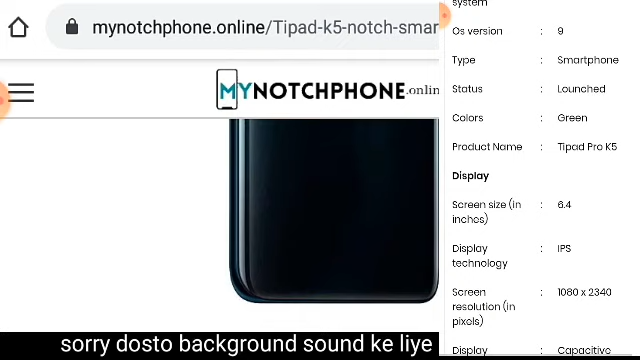 mynotchphone.online/Tipad-k5-notch-smar
MYNOTCHPHONE.onlin
system
Os version : 9
Type : Smartphone
Status : Lounched
Colors : Green
Product Name : Tipad Pro K5
Display
Screen size (in
inches) : 6.4
Display
technology : IPS
Screen
resolution (in
pixels) : 1080 x 2340
Display : Capacitive
sorry dosto background sound ke liye